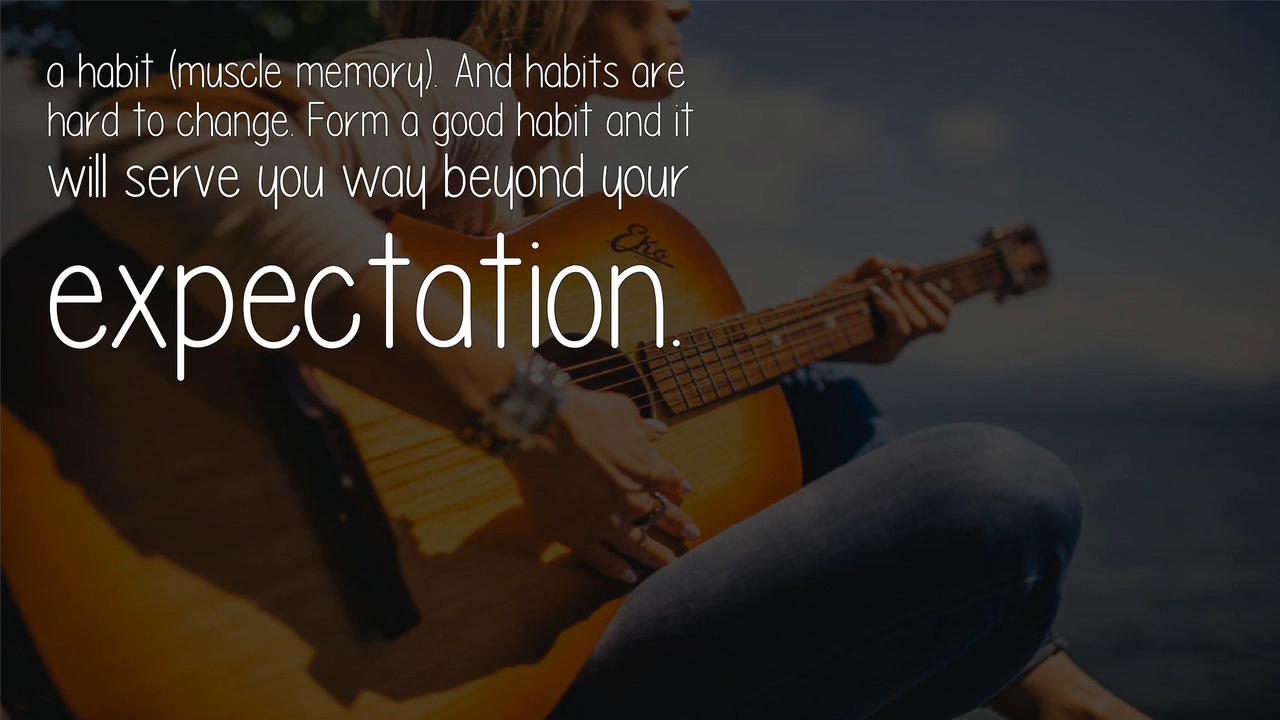 a habit (muscle memory). And habits are
hard to change. Form a good habit and it
will serve you way beyond your
expectation.
Eko